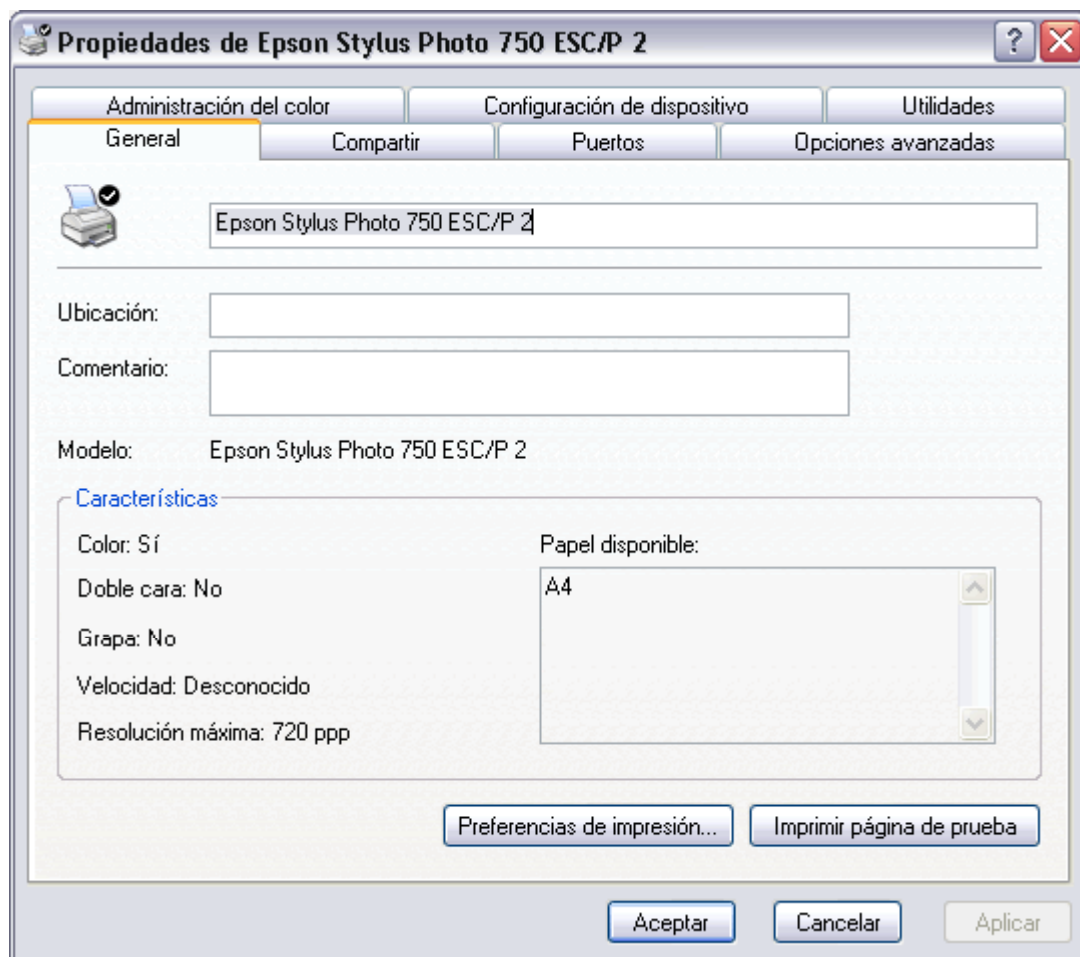 Propiedades de Epson Stylus Photo 750 ESC/P 2
Administración del color
Configuración de dispositivo
Utilidades
General
Compartir
Puertos
Opciones avanzadas
Epson Stylus Photo 750 ESC/P 2
Ubicación:
Comentario:
Modelo: Epson Stylus Photo 750 ESC/P 2
Características
Color: Sí
Doble cara: No
Grapa: No
Velocidad: Desconocido
Resolución máxima: 720 ppp
Papel disponible:
A4
Preferencias de impresión...
Imprimir página de prueba
Aceptar
Cancelar
Aplicar